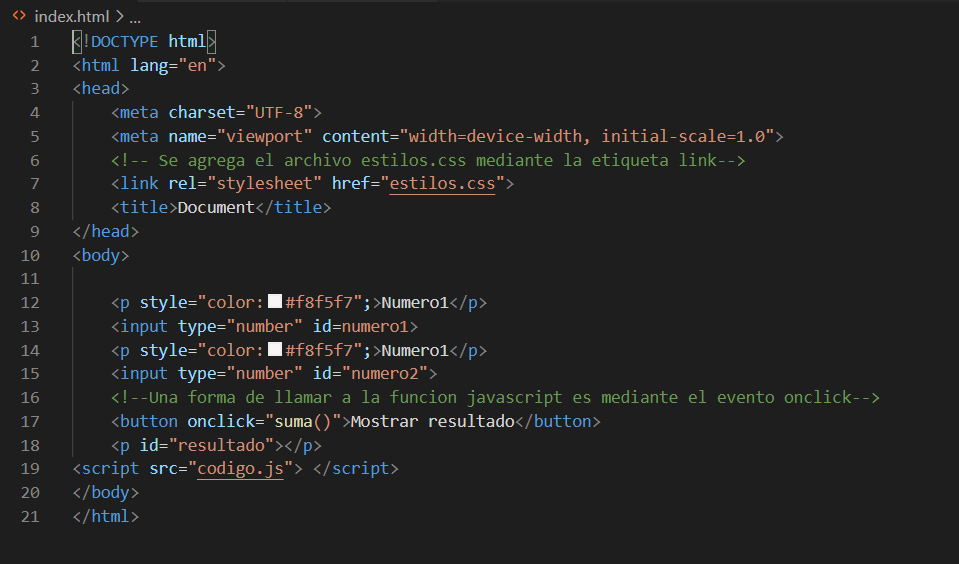 index.html > ...
1 <!DOCTYPE html>
2 <html lang="en">
3 <head>
4 <meta charset="UTF-8">
5 <meta name="viewport" content="width=device-width, initial-scale=1.0">
6 <!-- Se agrega el archivo estilos.css mediante la etiqueta link-->
7 <link rel="stylesheet" href="estilos.css">
8 <title>Document</title>
9 </head>
10 <body>
11
12 <p style="color:#f8f5f7";>Numero1</p>
13 <input type="number" id=numero1>
14 <p style="color:#f8f5f7";>Numero1</p>
15 <input type="number" id="numero2">
16 <!--Una forma de llamar a la funcion javascript es mediante el evento onclick-->
17 <button onclick="suma()">Mostrar resultado</button>
18 <p id="resultado"></p>
19 <script src="codigo.js"> </script>
20 </body>
21 </html>